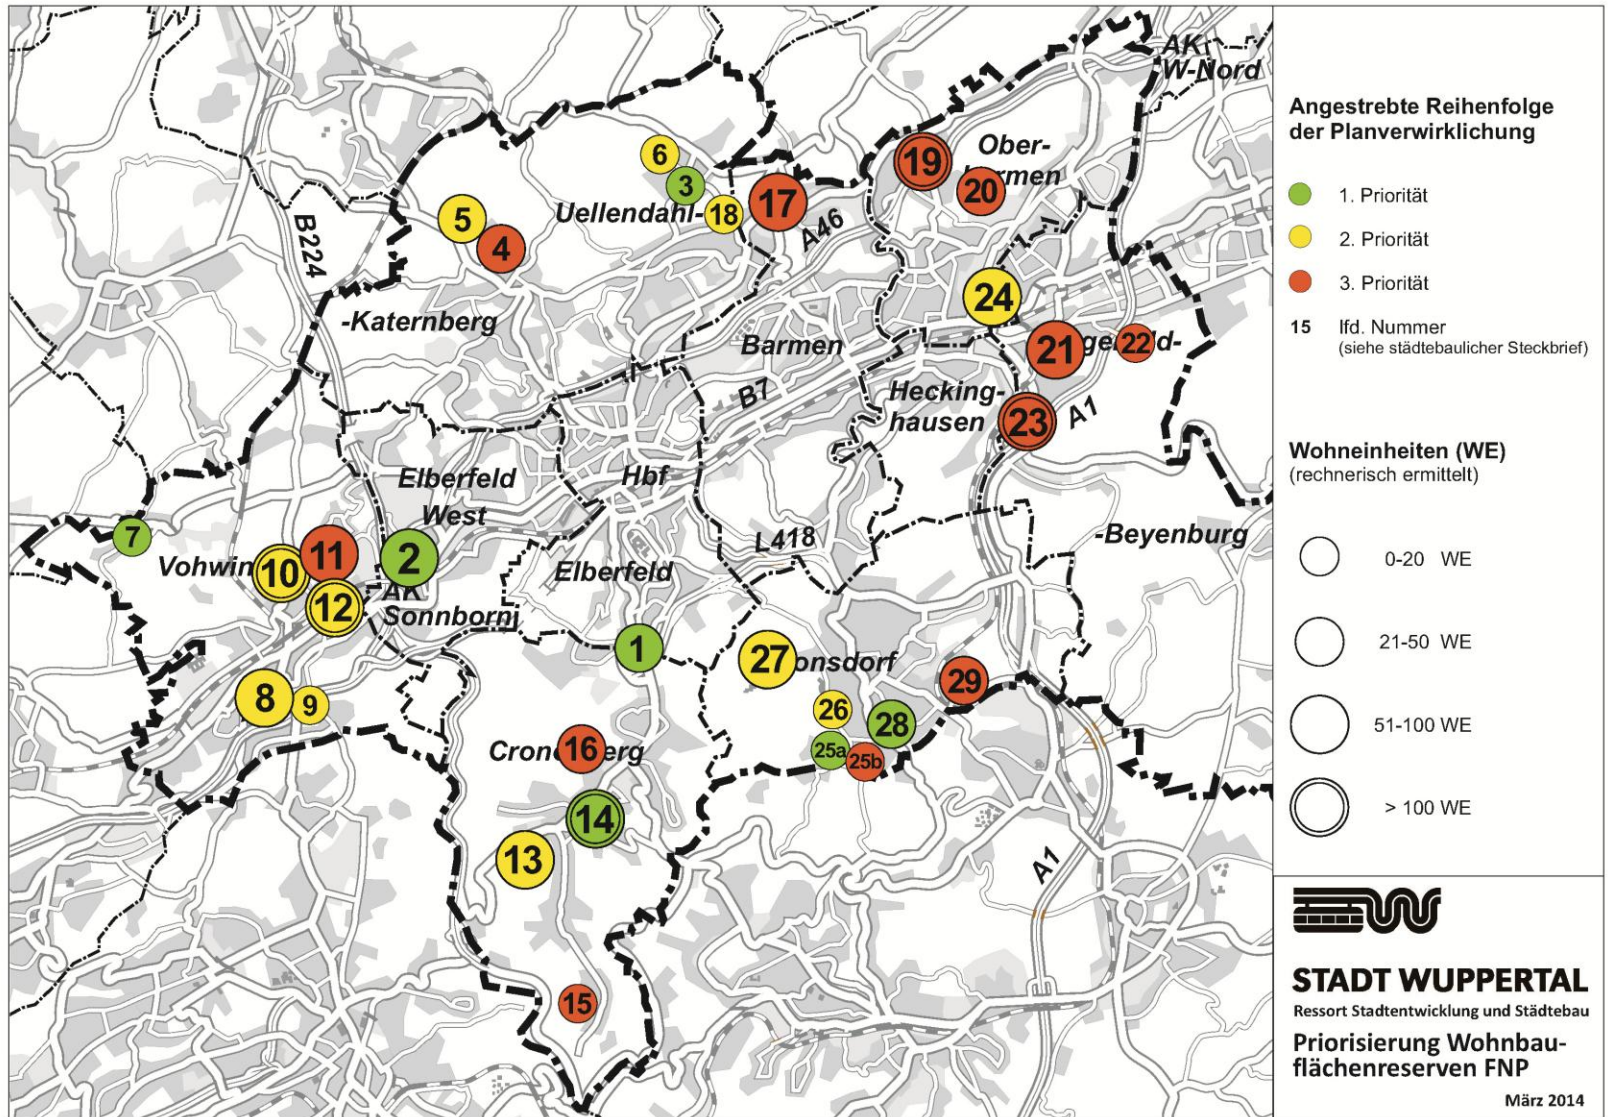 AK
W-Nord
Ober-
19
20
6
3
Uellendahl-
18
17
A46
5
4
B224
24
-Katernberg
Barmen
21
22
B7
Hecking-
hausen
23
A1
Elberfeld
West
Hbf
-Beyenburg
7
Vohwin
10
11
2
L418
Elberfeld
12
AK
Sonnborn
1
27
onsdorf
29
8
9
26
28
16
25a
25b
14
13
A1
15
Angestrebte Reihenfolge
der Planverwirklichung
1. Priorität
2. Priorität
3. Priorität
15 lfd. Nummer
(siehe städtebaulicher Steckbrief)
Wohneinheiten (WE)
(rechnerisch ermittelt)
0-20 WE
21-50 WE
51-100 WE
> 100 WE
STADT WUPPERTAL
Ressort Stadtentwicklung und Städtebau
Priorisierung Wohnbau-
flächenreserven FNP
März 2014